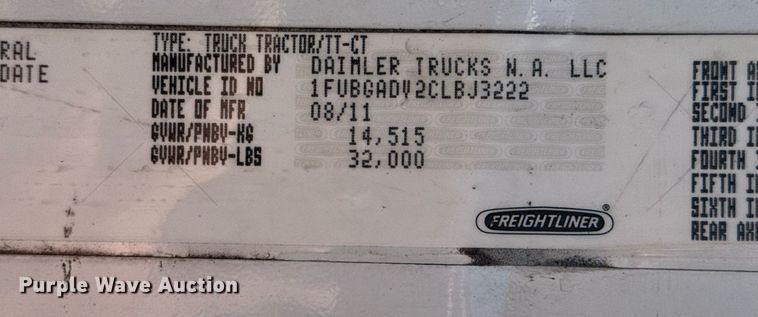 RAL
DATE
TYPE: TRUCK TRACTOR/TT-CT
MANUFACTURED BY DAIMLER TRUCKS N.A. LLC
VEHICLE ID NO 1FUBGADV2CLBJ3222
DATE OF MFR 08/11
GVWR/PNBV-KG 14,515
GVWR/PNBV-LBS 32,000
FREIGHTLINER®
FRONT A
FIRST I
SECOND I
THIRD I
FOURTH I
FIFTH I
SIXTH I
REAR AX
Purple Wave Auction